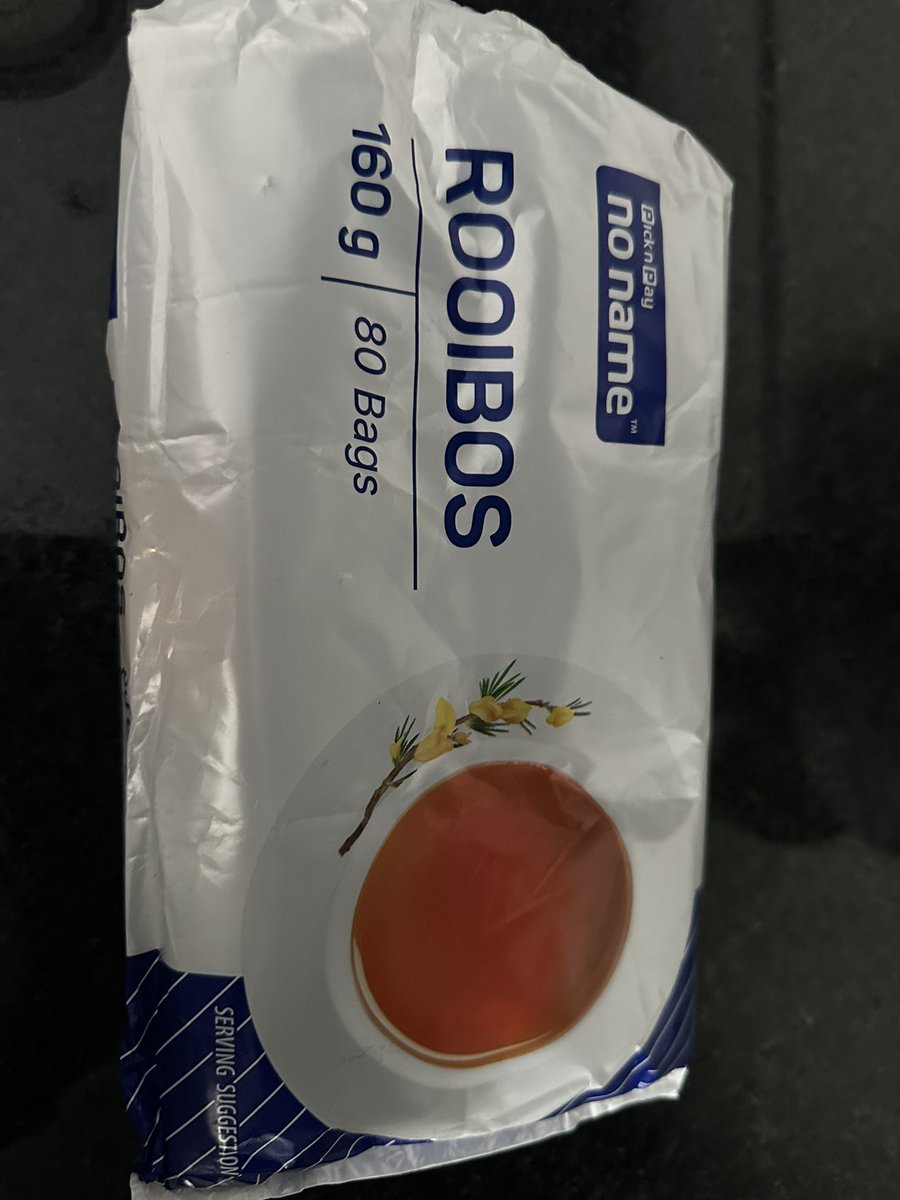 Pick n Pay
no name™
ROOIBOS
160 g | 80 Bags
SERVING SUGGESTION